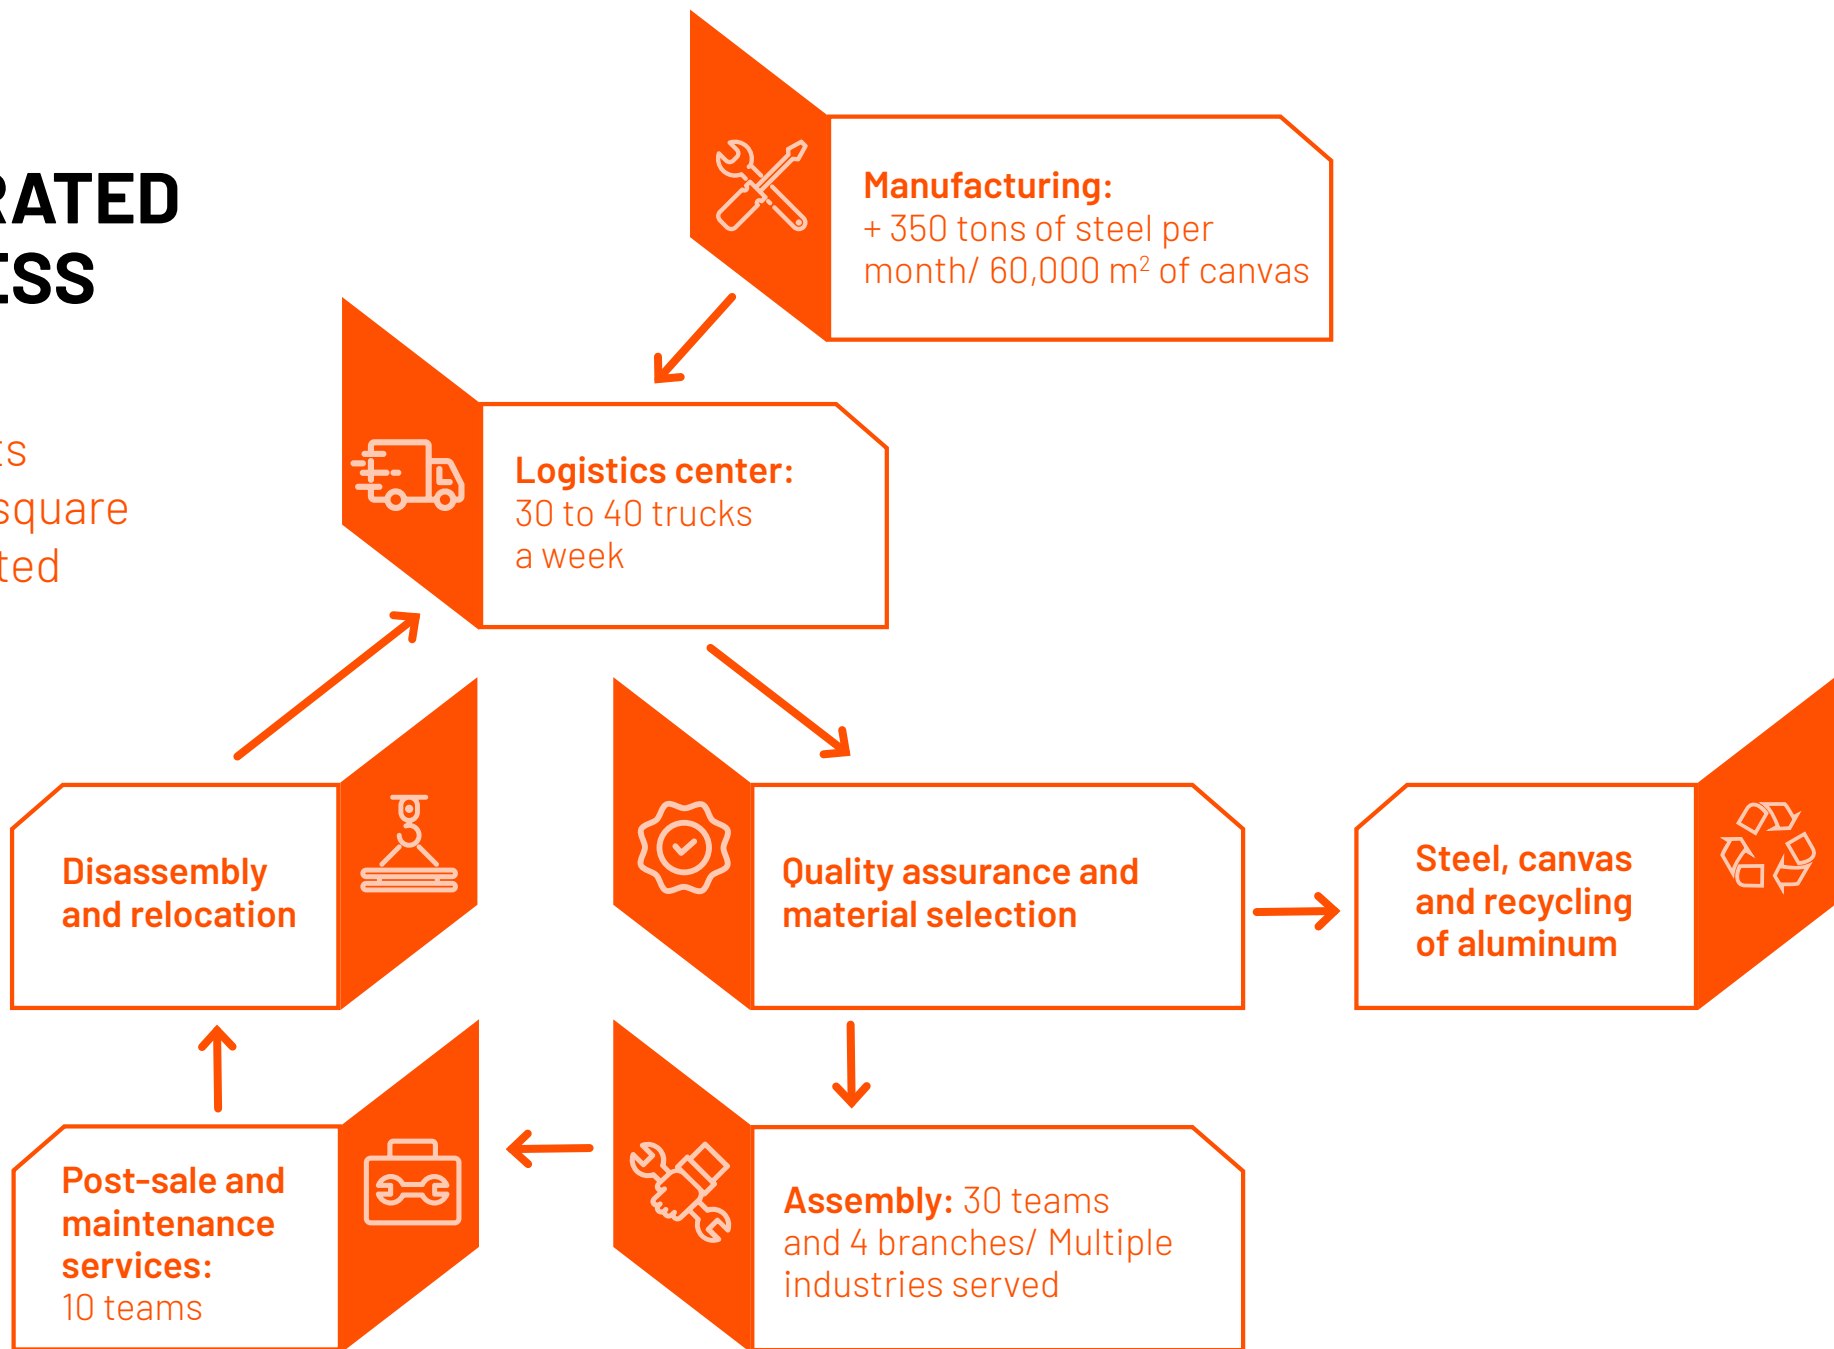 RATED
ESS
ts
square
ted
Manufacturing:
+ 350 tons of steel per
month/ 60,000 m² of canvas
Logistics center:
30 to 40 trucks
a week
Disassembly
and relocation
Quality assurance and
material selection
Steel, canvas
and recycling
of aluminum
Post-sale and
maintenance
services:
10 teams
Assembly: 30 teams
and 4 branches/ Multiple
industries served